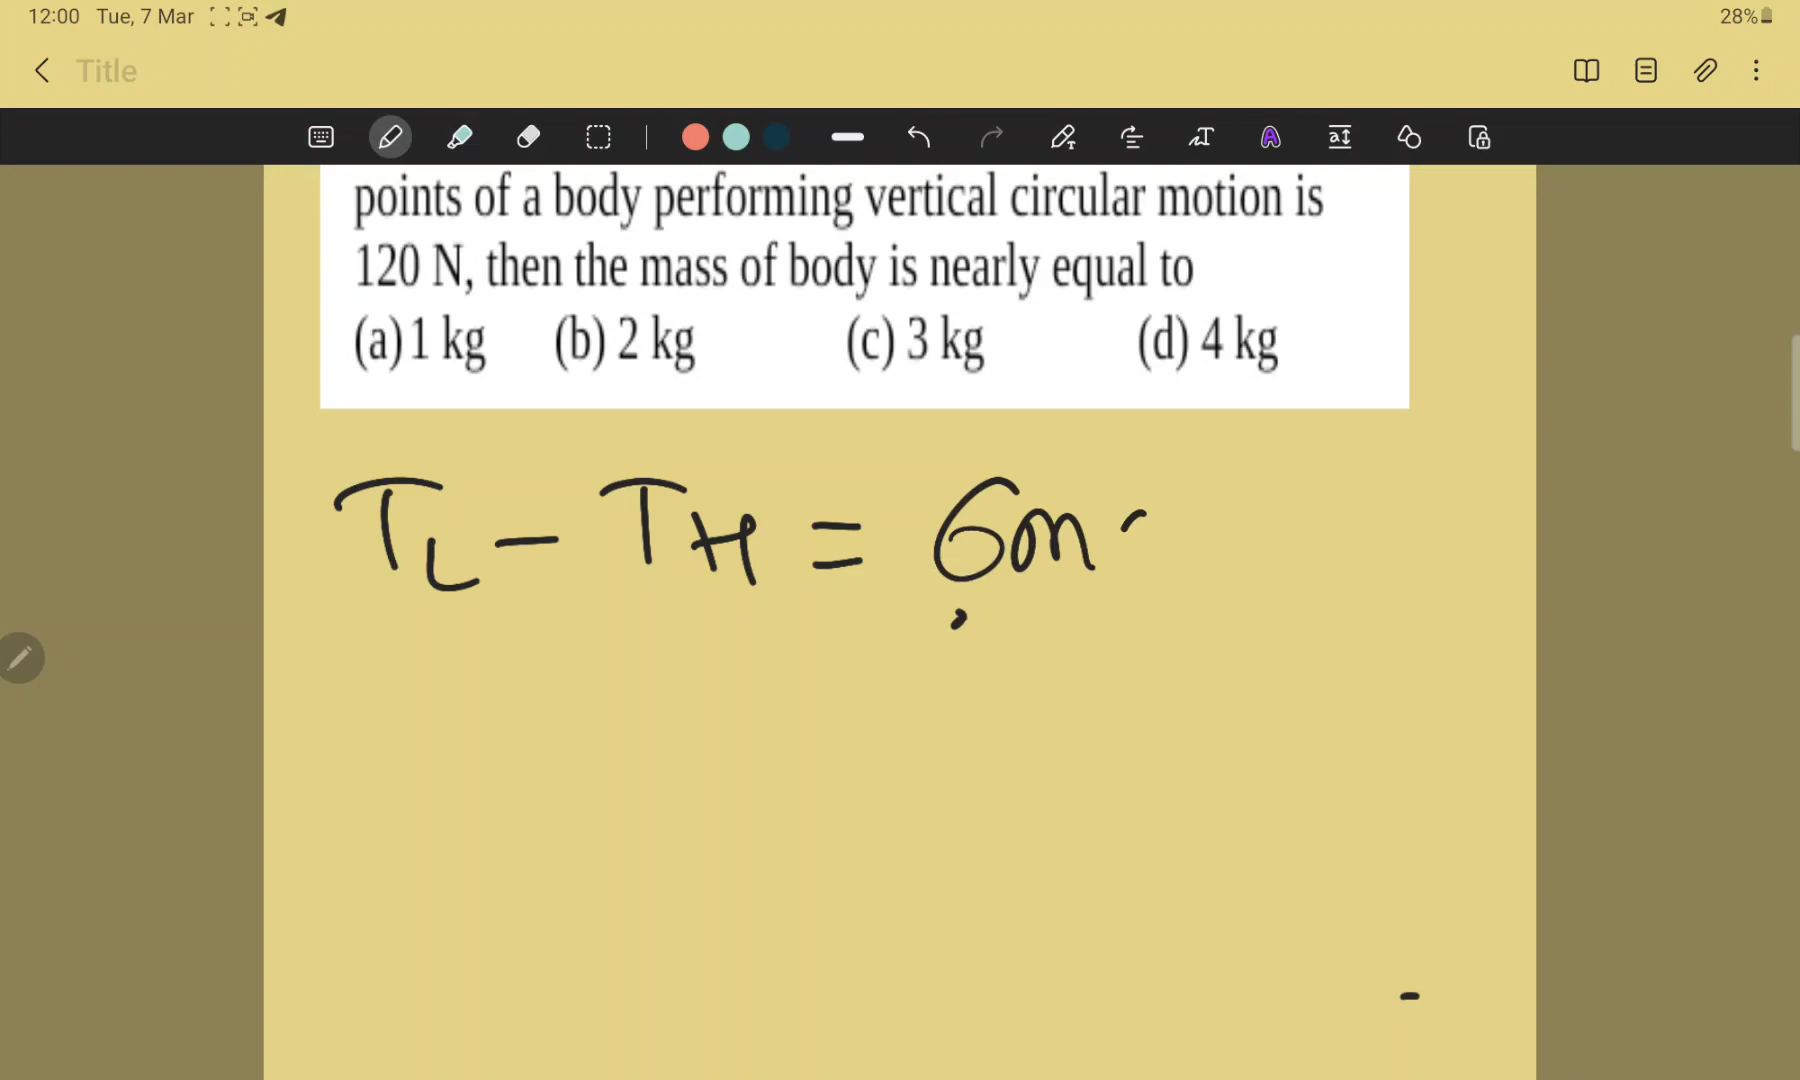 12:00 Tue, 7 Mar 28%
Title
points of a body performing vertical circular motion is
120 N, then the mass of body is nearly equal to
(a) 1 kg (b) 2 kg (c) 3 kg (d) 4 kg
TL - TH = 6m